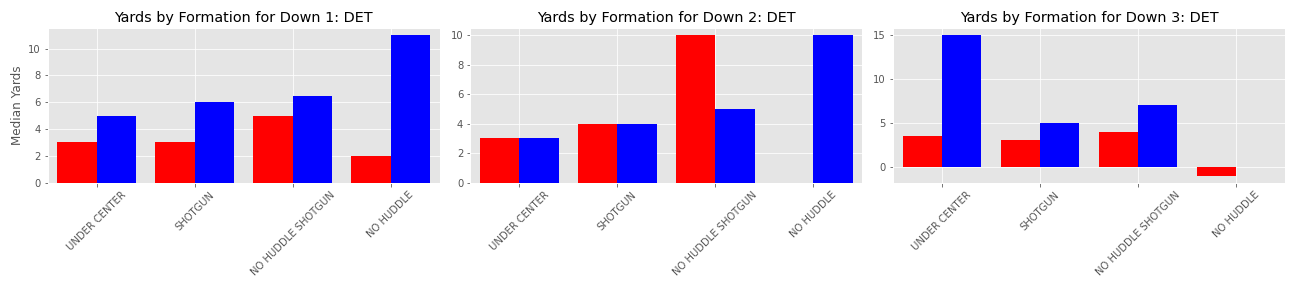 Yards by Formation for Down 1: DET
Median Yards
10
8
6
4
2
0
UNDER CENTER
SHOTGUN
NO HUDDLE SHOTGUN
NO HUDDLE
Yards by Formation for Down 2: DET
10
8
6
4
2
0
UNDER CENTER
SHOTGUN
NO HUDDLE SHOTGUN
NO HUDDLE
Yards by Formation for Down 3: DET
15
10
5
0
UNDER CENTER
SHOTGUN
NO HUDDLE SHOTGUN
NO HUDDLE